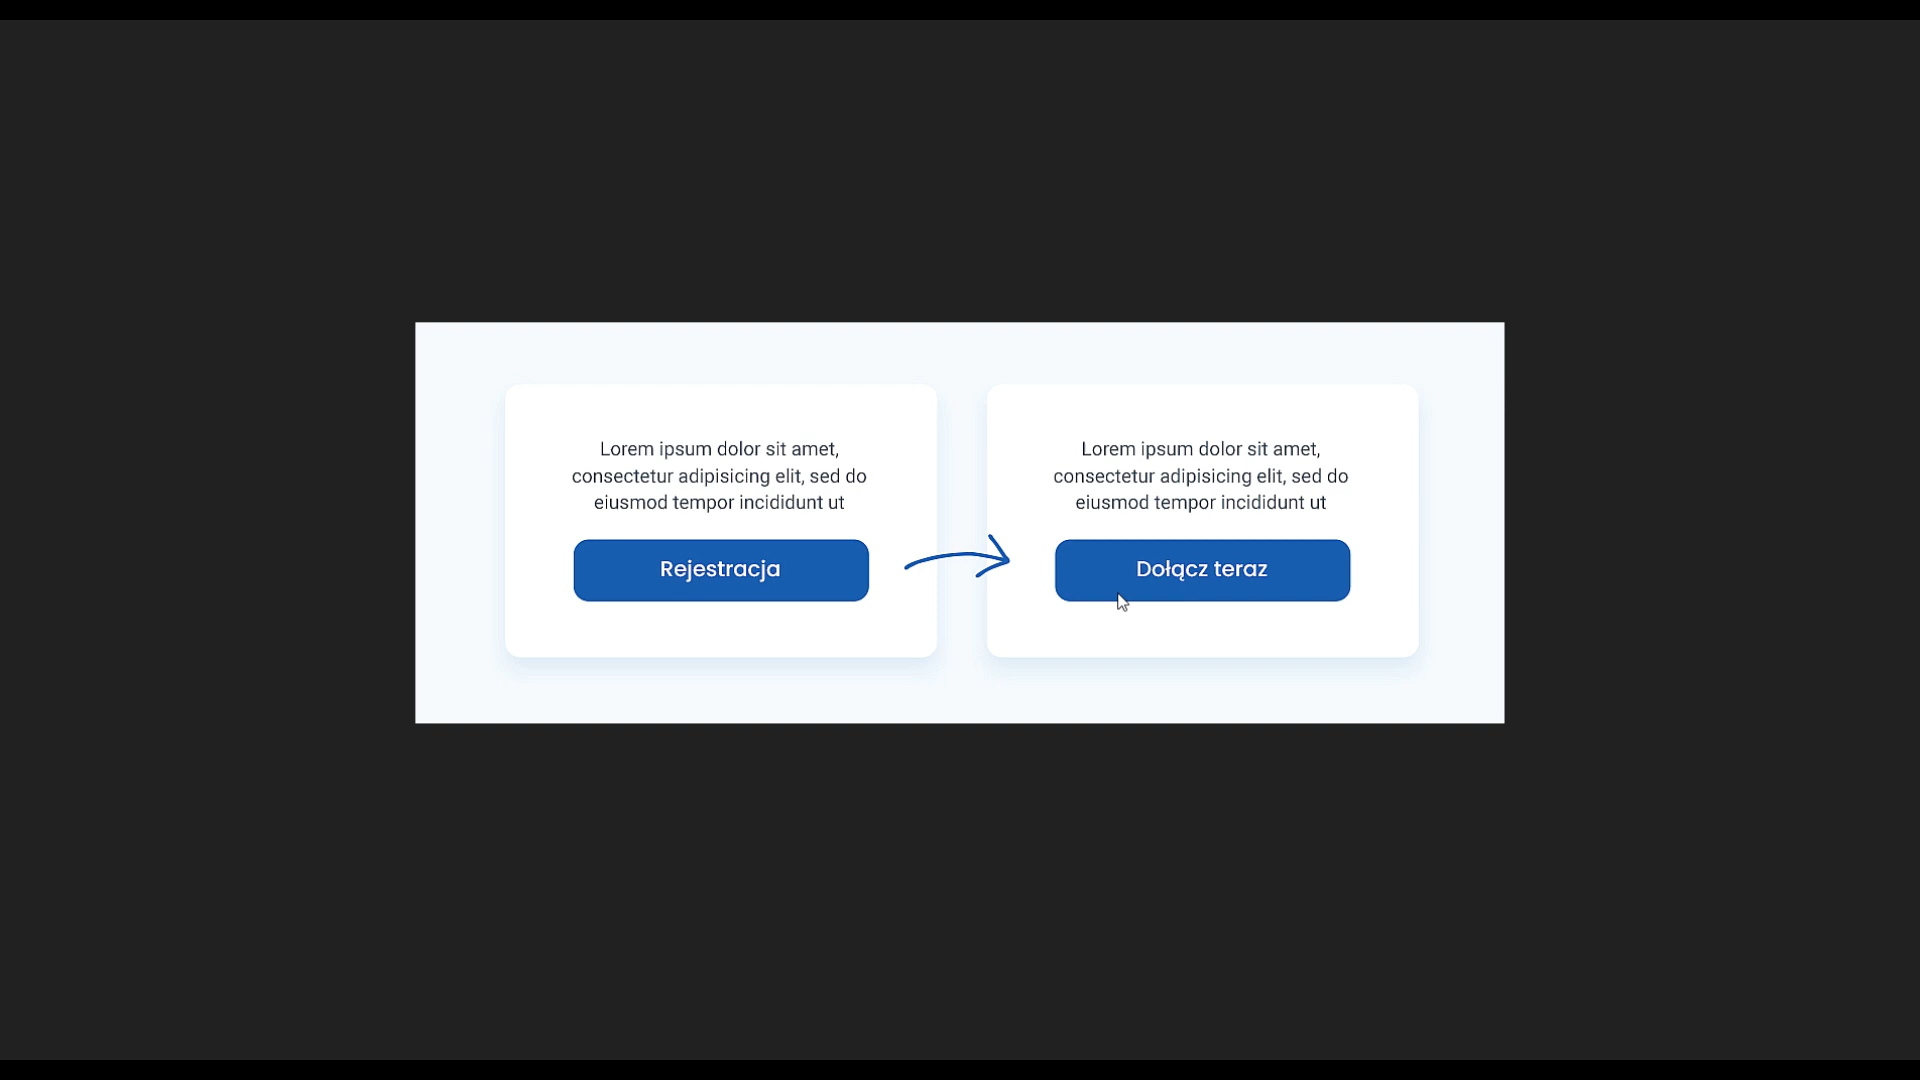 Lorem ipsum dolor sit amet,
consectetur adipisicing elit, sed do
eiusmod tempor incididunt ut
Rejestracja
Lorem ipsum dolor sit amet,
consectetur adipisicing elit, sed do
eiusmod tempor incididunt ut
Dołącz teraz